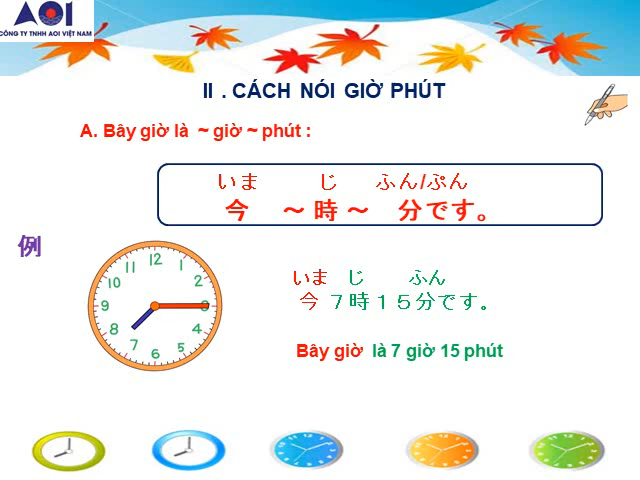 AOI
CÔNG TY TNHH AOI VIỆT NAM
II . CÁCH NÓI GIỜ PHÚT
A. Bây giờ là ~ giờ ~ phút :
いま じ ふん/ぷん
今 ～ 時 ～ 分です。
例
12
11 1
10 2
9 3
8 4
7 5
6
いま じ ふん
今 ７時１５分です。
Bây giờ là 7 giờ 15 phút